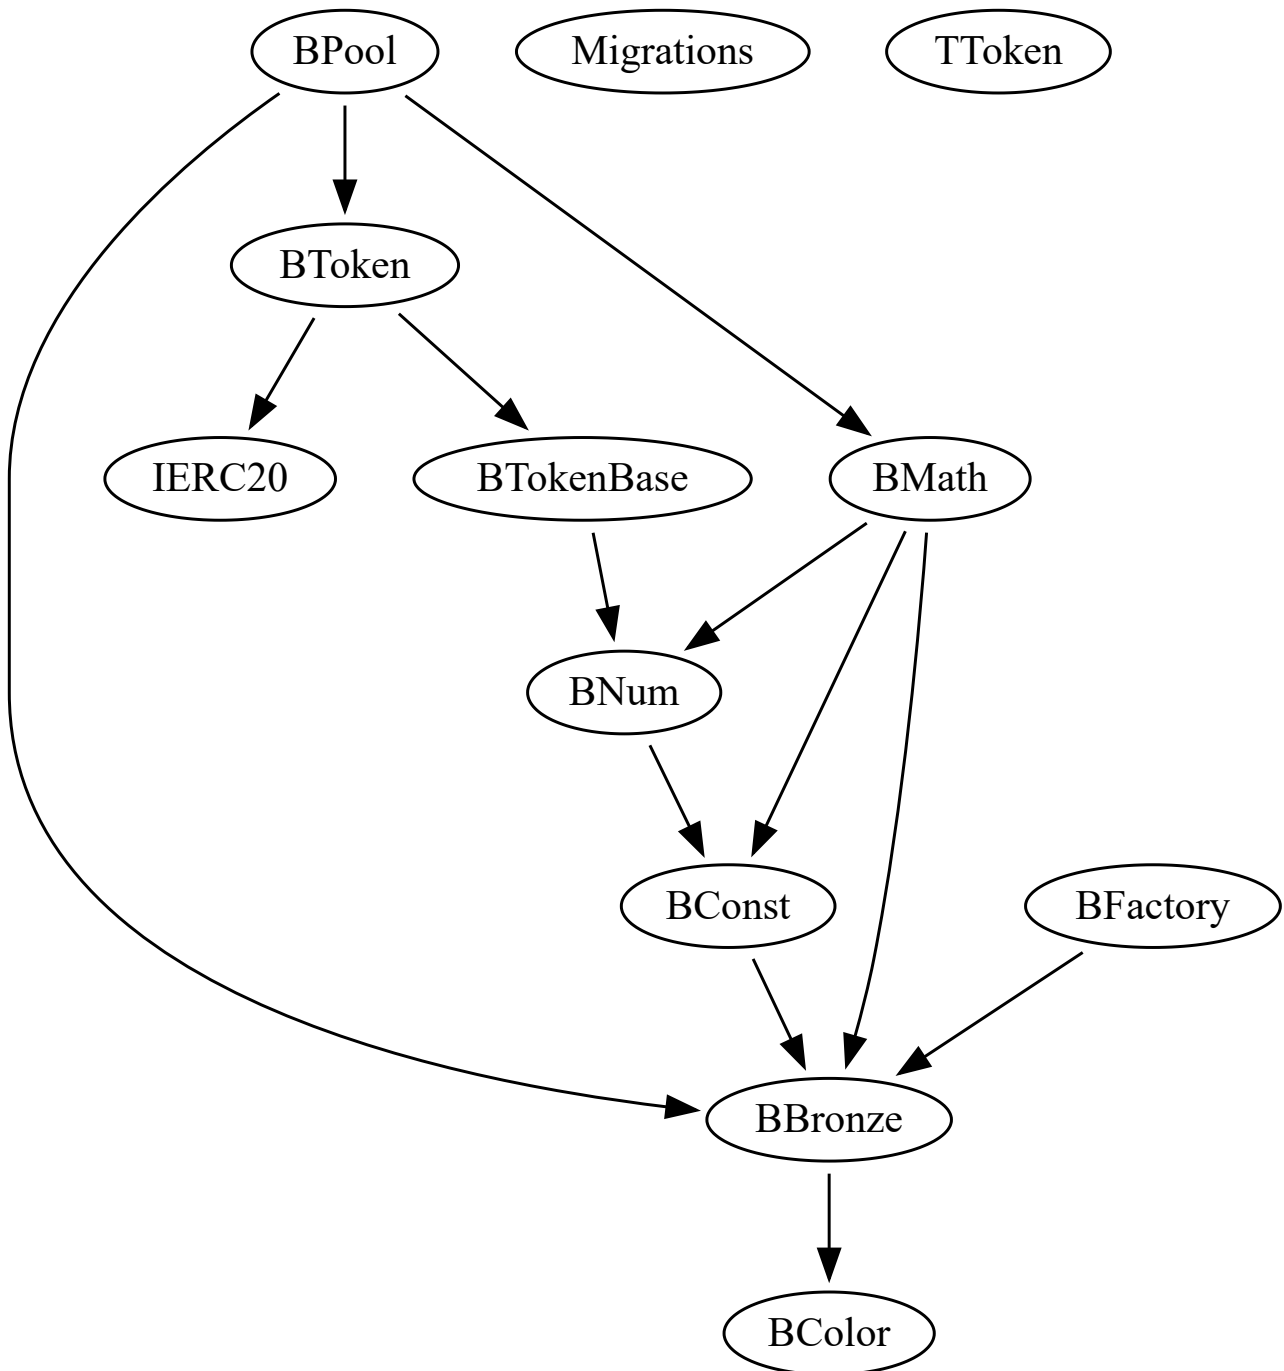 BPool
Migrations
TToken
BToken
IERC20
BTokenBase
BMath
BNum
BConst
BFactory
BBronze
BColor